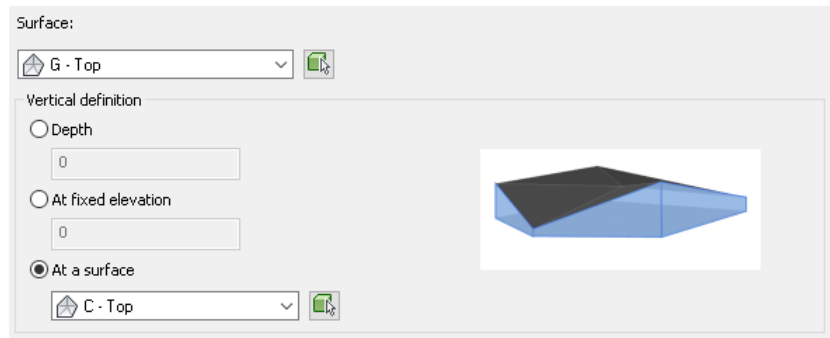 Surface:
G - Top
Vertical definition
Depth
0
At fixed elevation
0
At a surface
C - Top